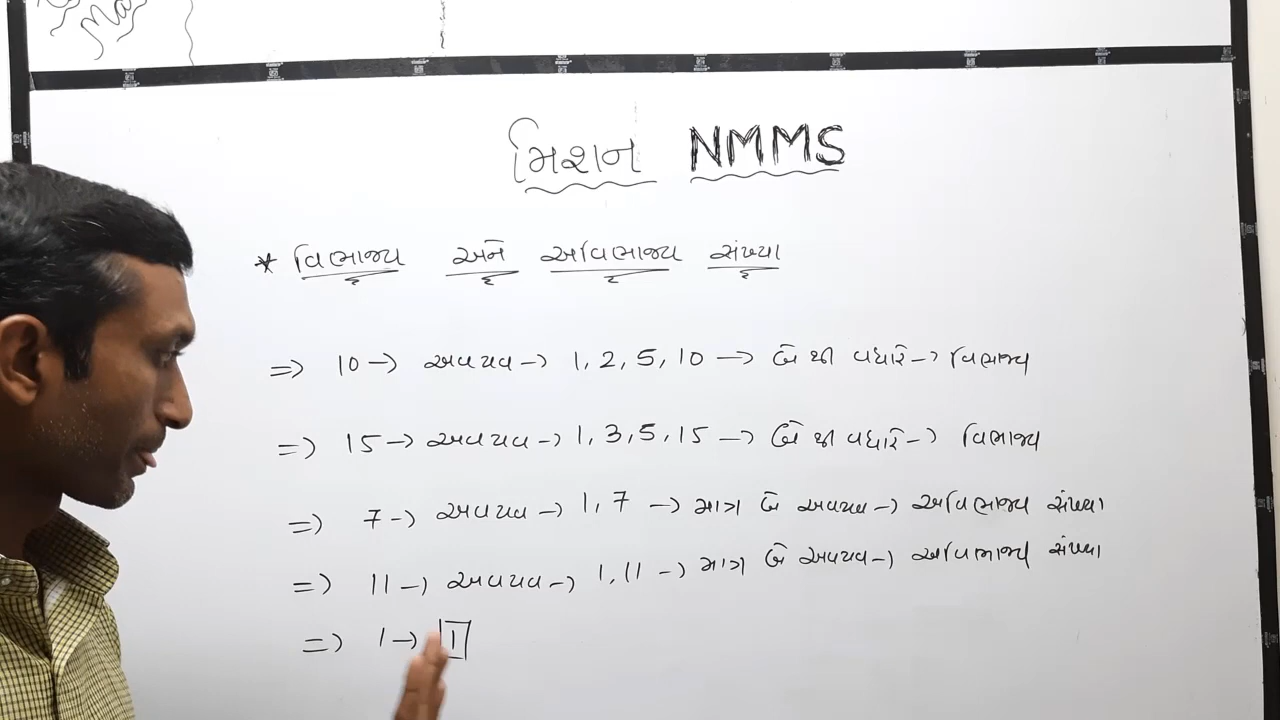 મિશન NMMS
* વિભાજ્ય અને અવિભાજ્ય સંખ્યા
=> 10 -> અવયવ -> 1, 2, 5, 10 -> બે થી વધારે -> વિભાજ્ય
=> 15 -> અવયવ -> 1, 3, 5, 15 -> બે થી વધારે -> વિભાજ્ય
=> 7 -> અવયવ -> 1, 7 -> માત્ર બે અવયવ -> અવિભાજ્ય સંખ્યા
=> 11 -> અવયવ -> 1, 11 -> માત્ર બે અવયવ -> અવિભાજ્ય સંખ્યા
=> 1 -> 1